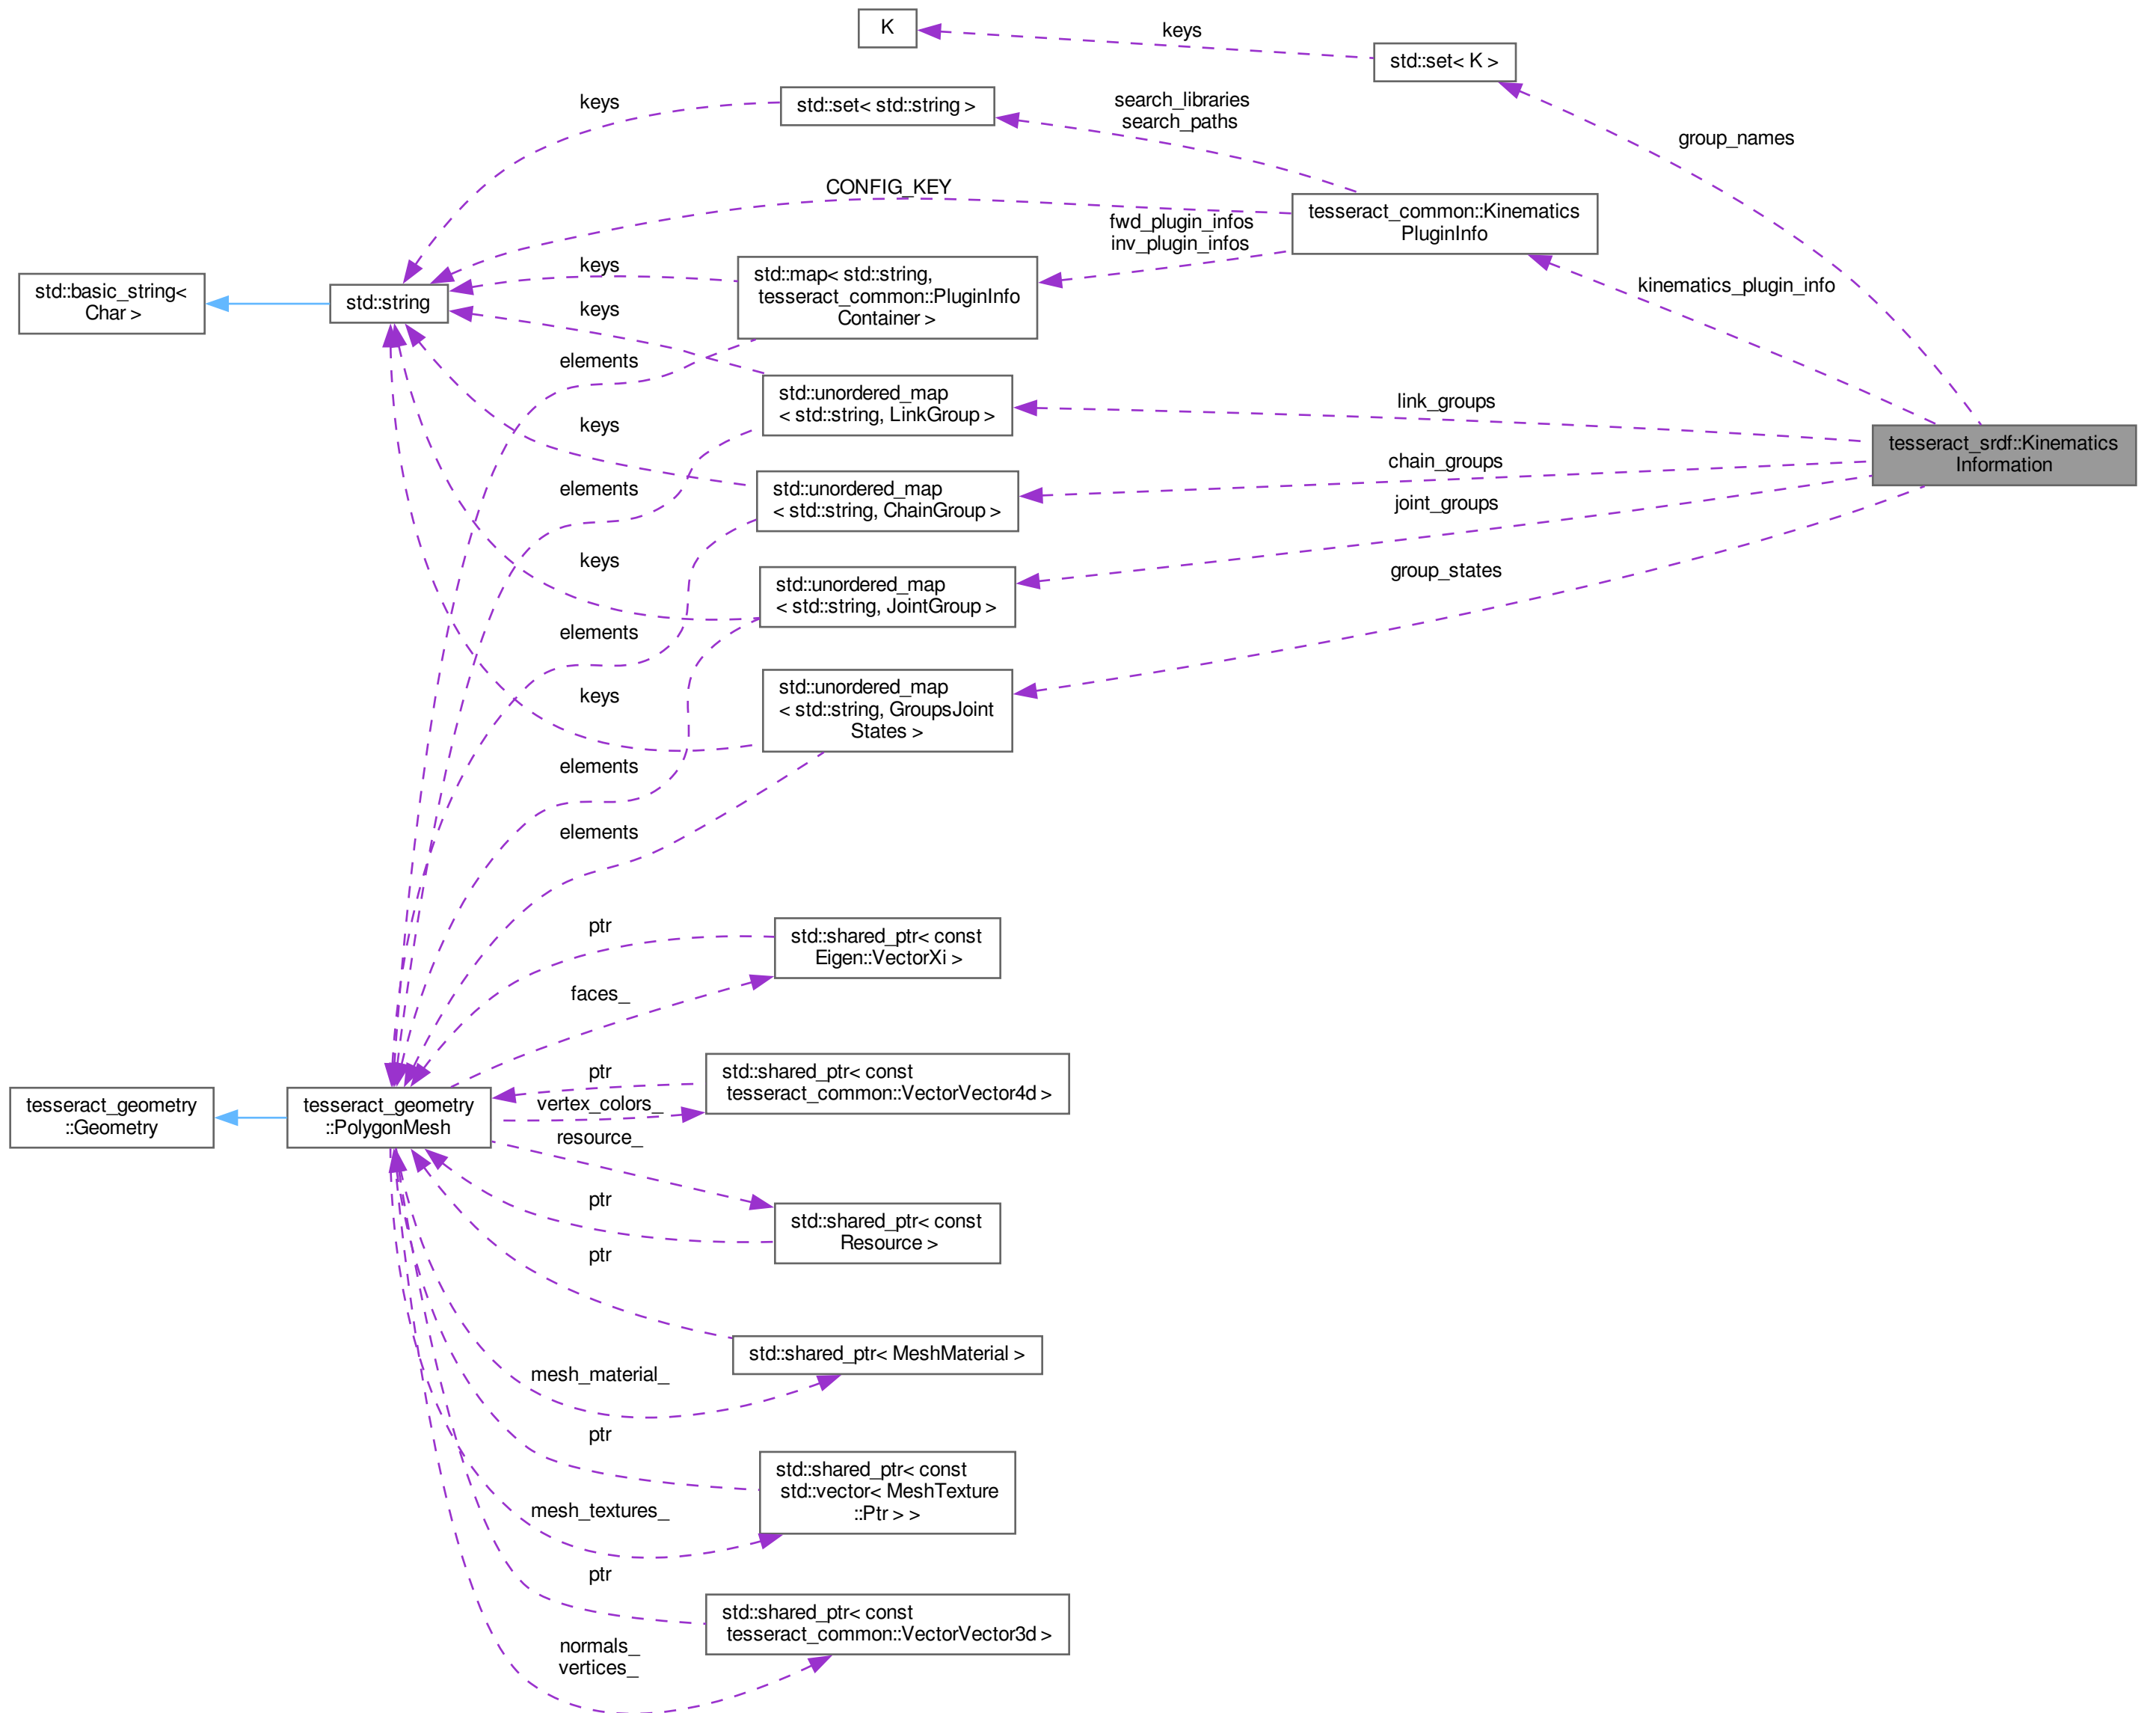 K
keys
std::set< K >
keys
std::set< std::string >
search_libraries
search_paths
group_names
CONFIG_KEY
tesseract_common::Kinematics
PluginInfo
fwd_plugin_infos
inv_plugin_infos
std::basic_string<
Char >
std::string
keys
std::map< std::string,
tesseract_common::PluginInfo
Container >
kinematics_plugin_info
keys
elements
std::unordered_map
< std::string, LinkGroup >
link_groups
tesseract_srdf::Kinematics
Information
keys
elements
std::unordered_map
< std::string, ChainGroup >
chain_groups
joint_groups
keys
std::unordered_map
< std::string, JointGroup >
group_states
elements
keys
std::unordered_map
< std::string, GroupsJoint
States >
elements
elements
ptr
std::shared_ptr< const
Eigen::VectorXi >
faces_
tesseract_geometry
::Geometry
tesseract_geometry
::PolygonMesh
ptr
vertex_colors_
std::shared_ptr< const
tesseract_common::VectorVector4d >
resource_
ptr
std::shared_ptr< const
Resource >
ptr
std::shared_ptr< MeshMaterial >
mesh_material_
ptr
std::shared_ptr< const
std::vector< MeshTexture
::Ptr > >
mesh_textures_
ptr
std::shared_ptr< const
tesseract_common::VectorVector3d >
normals_
vertices_